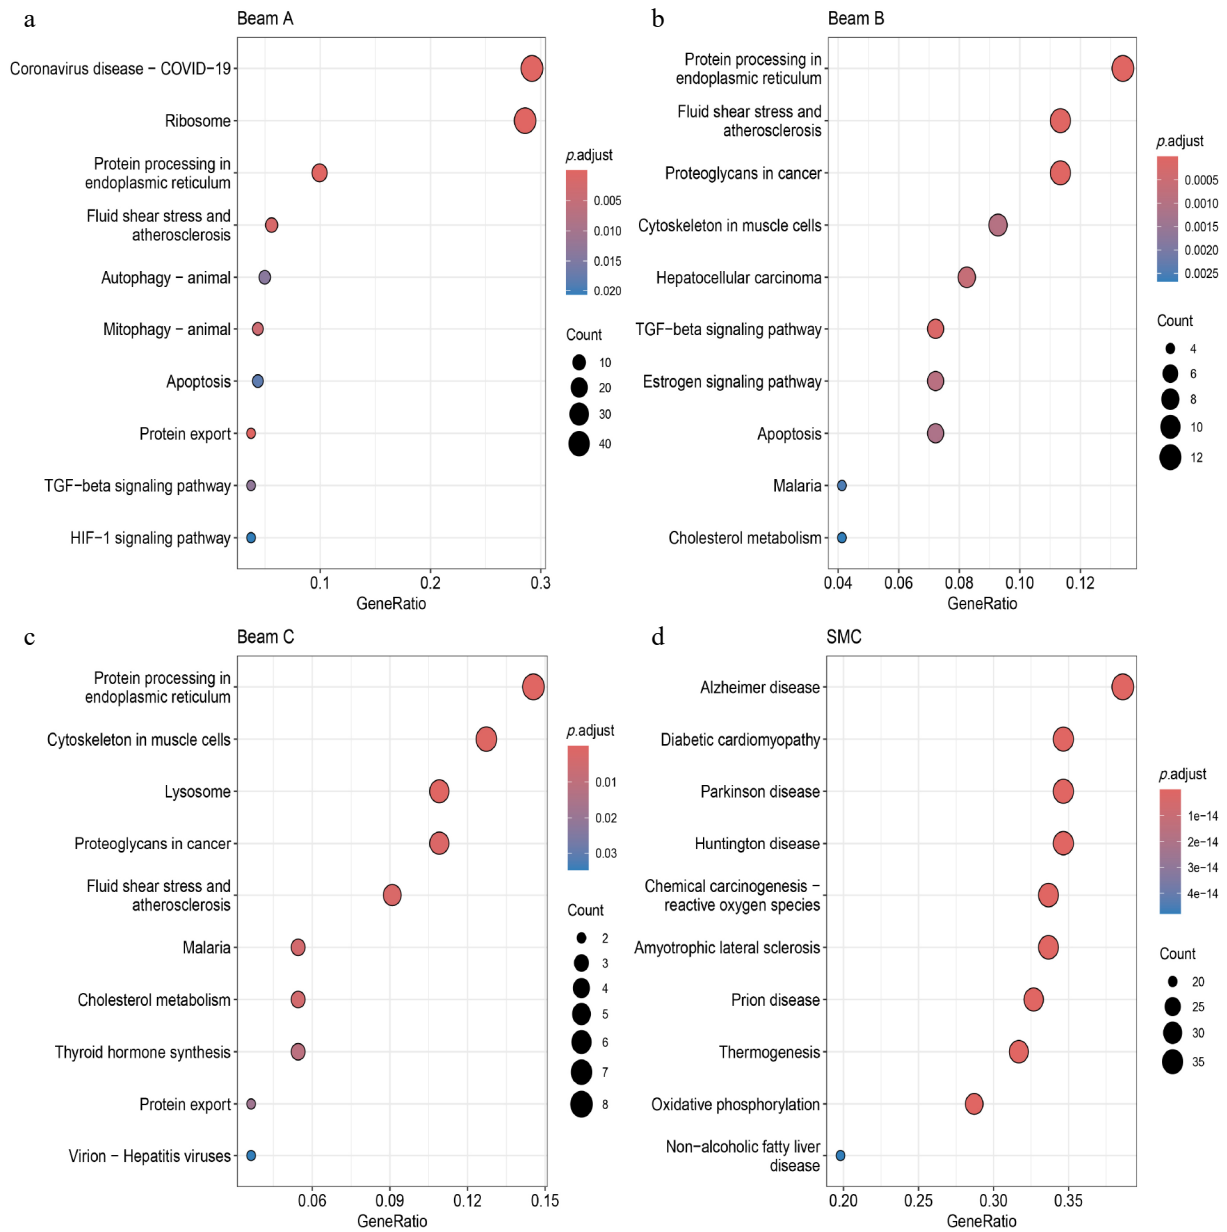 a
Beam A
Coronavirus disease − COVID−19
Ribosome
Protein processing in
endoplasmic reticulum
Fluid shear stress and
atherosclerosis
Autophagy − animal
Mitophagy − animal
Apoptosis
Protein export
TGF−beta signaling pathway
HIF−1 signaling pathway
0.1 0.2 0.3
GeneRatio
p.adjust
0.005
0.010
0.015
0.020
Count
10
20
30
40
b
Beam B
Protein processing in
endoplasmic reticulum
Fluid shear stress and
atherosclerosis
Proteoglycans in cancer
Cytoskeleton in muscle cells
Hepatocellular carcinoma
TGF−beta signaling pathway
Estrogen signaling pathway
Apoptosis
Malaria
Cholesterol metabolism
0.04 0.06 0.08 0.10 0.12
GeneRatio
p.adjust
0.0005
0.0010
0.0015
0.0020
0.0025
Count
4
6
8
10
12
c
Beam C
Protein processing in
endoplasmic reticulum
Cytoskeleton in muscle cells
Lysosome
Proteoglycans in cancer
Fluid shear stress and
atherosclerosis
Malaria
Cholesterol metabolism
Thyroid hormone synthesis
Protein export
Virion − Hepatitis viruses
0.06 0.09 0.12 0.15
GeneRatio
p.adjust
0.01
0.02
0.03
Count
2
3
4
5
6
7
8
d
SMC
Alzheimer disease
Diabetic cardiomyopathy
Parkinson disease
Huntington disease
Chemical carcinogenesis −
reactive oxygen species
Amyotrophic lateral sclerosis
Prion disease
Thermogenesis
Oxidative phosphorylation
Non−alcoholic fatty liver
disease
0.20 0.25 0.30 0.35
GeneRatio
p.adjust
1e−14
2e−14
3e−14
4e−14
Count
20
25
30
35